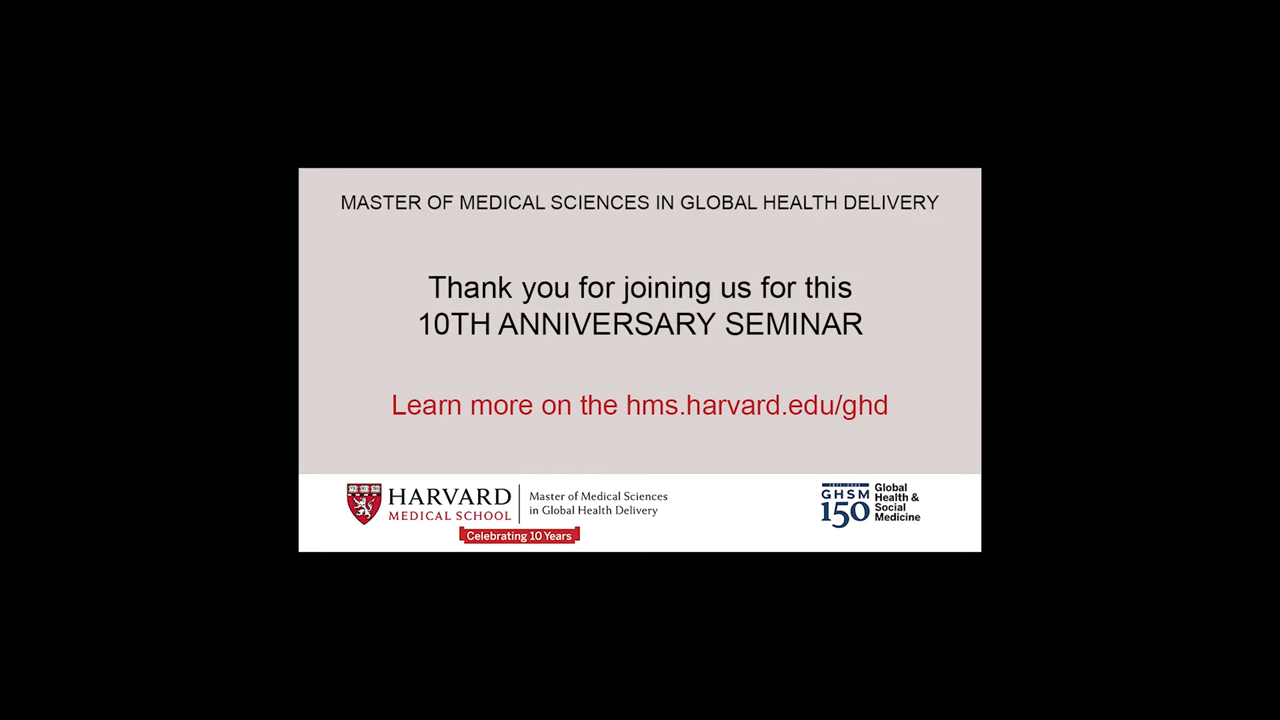 MASTER OF MEDICAL SCIENCES IN GLOBAL HEALTH DELIVERY
Thank you for joining us for this
10TH ANNIVERSARY SEMINAR
Learn more on the hms.harvard.edu/ghd
HARVARD
MEDICAL SCHOOL
Master of Medical Sciences
in Global Health Delivery
Celebrating 10 Years
GHSM
150
Global
Health &
Social
Medicine